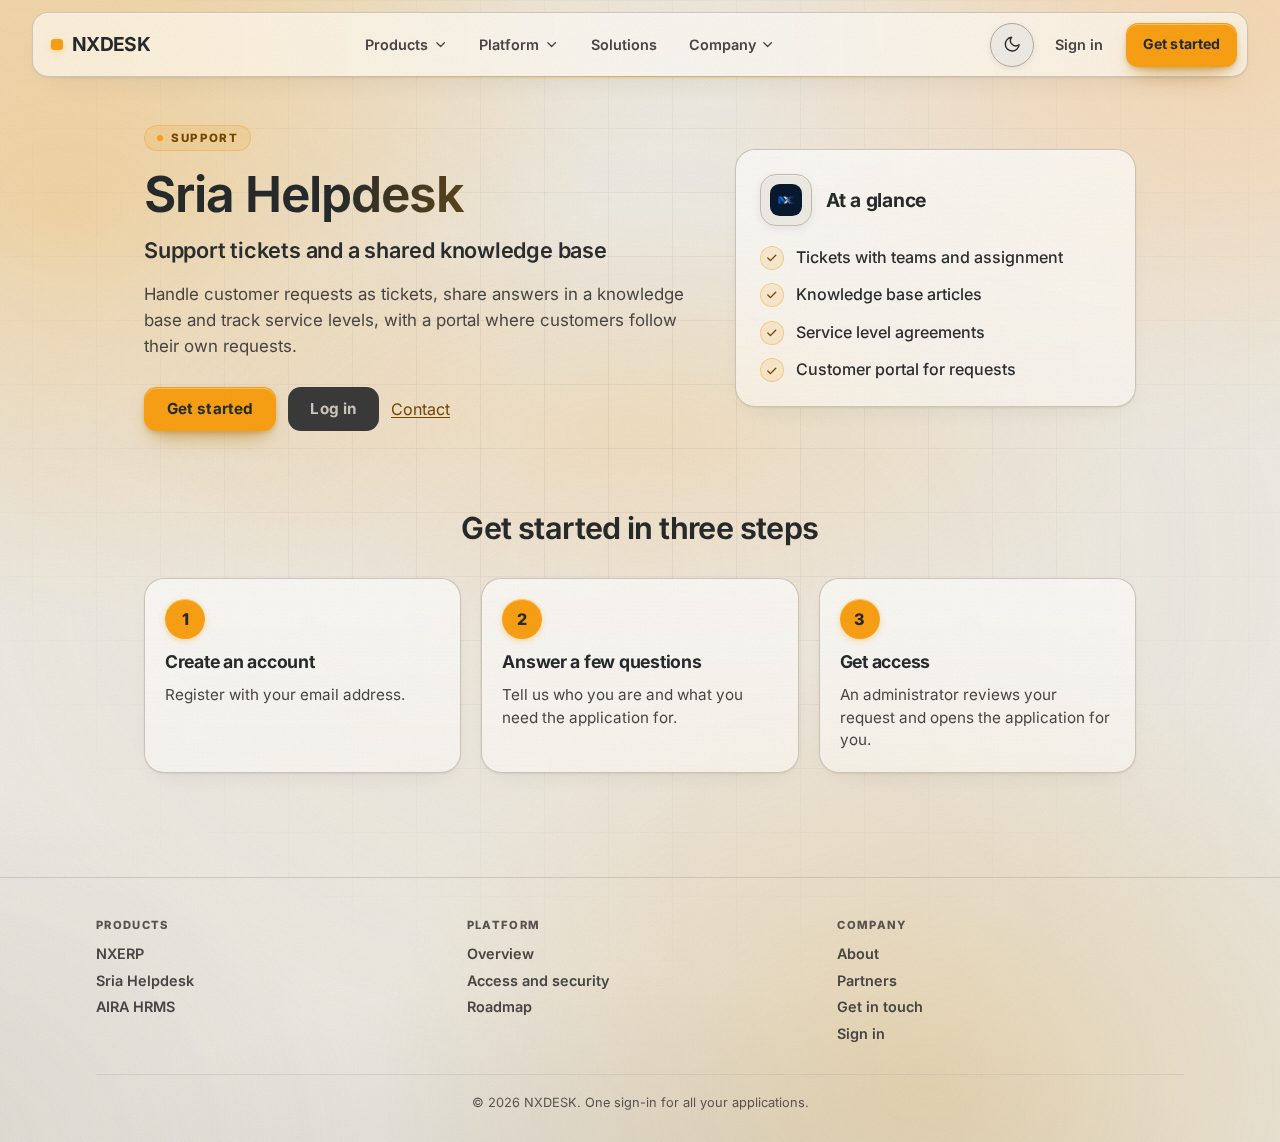 NXDESK
Products
Platform
Solutions
Company
Sign in
Get started
SUPPORT
Sria Helpdesk
Support tickets and a shared knowledge base
Handle customer requests as tickets, share answers in a knowledge
base and track service levels, with a portal where customers follow
their own requests.
Get started
Log in
Contact
NX
At a glance
Tickets with teams and assignment
Knowledge base articles
Service level agreements
Customer portal for requests
Get started in three steps
1
Create an account
Register with your email address.
2
Answer a few questions
Tell us who you are and what you
need the application for.
3
Get access
An administrator reviews your
request and opens the application for
you.
PRODUCTS
NXERP
Sria Helpdesk
AIRA HRMS
PLATFORM
Overview
Access and security
Roadmap
COMPANY
About
Partners
Get in touch
Sign in
© 2026 NXDESK. One sign-in for all your applications.